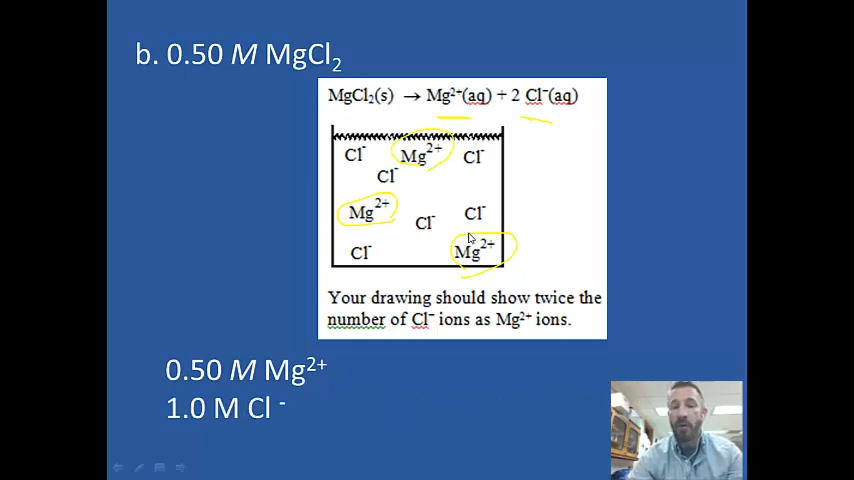 b. 0.50 M MgCl₂
MgCl₂(s) → Mg²⁺(aq) + 2 Cl⁻(aq)
Cl⁻ Mg²⁺ Cl⁻
Cl⁻
Mg²⁺ Cl⁻ Cl⁻
Cl⁻ Mg²⁺
Your drawing should show twice the
number of Cl⁻ ions as Mg²⁺ ions.
0.50 M Mg²⁺
1.0 M Cl ⁻